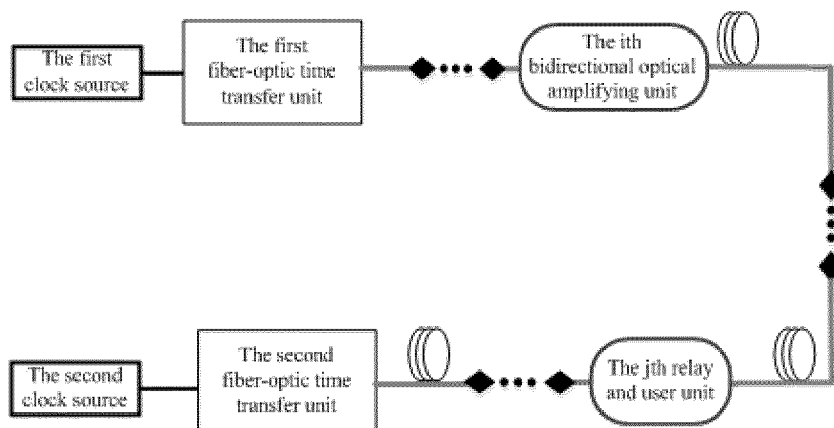 The first
clock source
The first
fiber-optic time
transfer unit
The ith
bidirectional optical
amplifying unit
The second
clock source
The second
fiber-optic time
transfer unit
The jth relay
and user unit